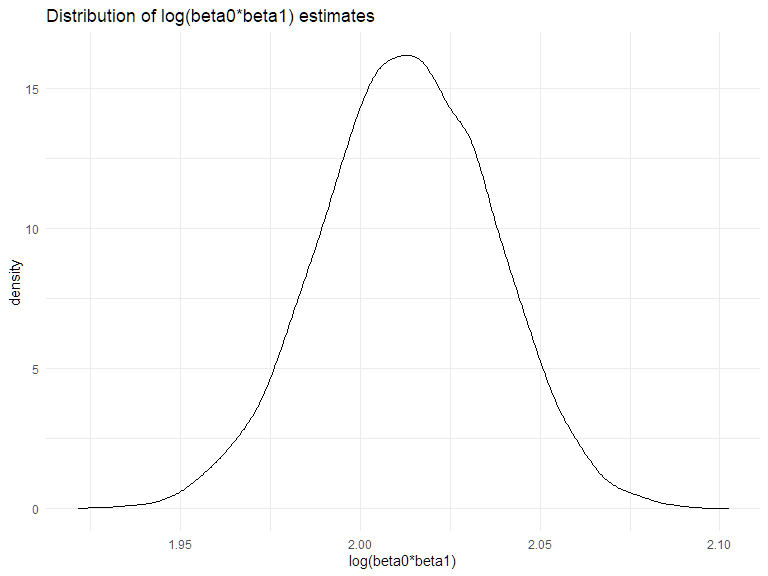 Distribution of log(beta0*beta1) estimates
15
10
5
0
density
1.95 2.00 2.05 2.10
log(beta0*beta1)